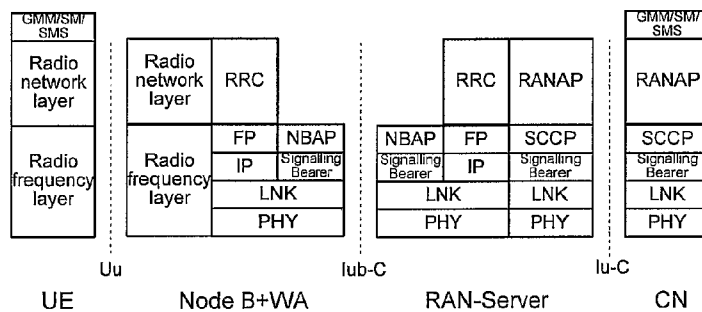 GMM/SM/
SMS
GMM/SM/
SMS
Radio
network
layer
Radio
network
layer
RRC
RRC
RANAP
RANAP
Radio
frequency
layer
Radio
frequency
layer
FP
NBAP
NBAP
FP
SCCP
SCCP
IP
Signalling
Bearer
Signalling
Bearer
IP
Signalling
Bearer
Signalling
Bearer
LNK
LNK
LNK
LNK
PHY
PHY
PHY
PHY
Uu
Iub-C
Iu-C
UE
Node B+WA
RAN-Server
CN